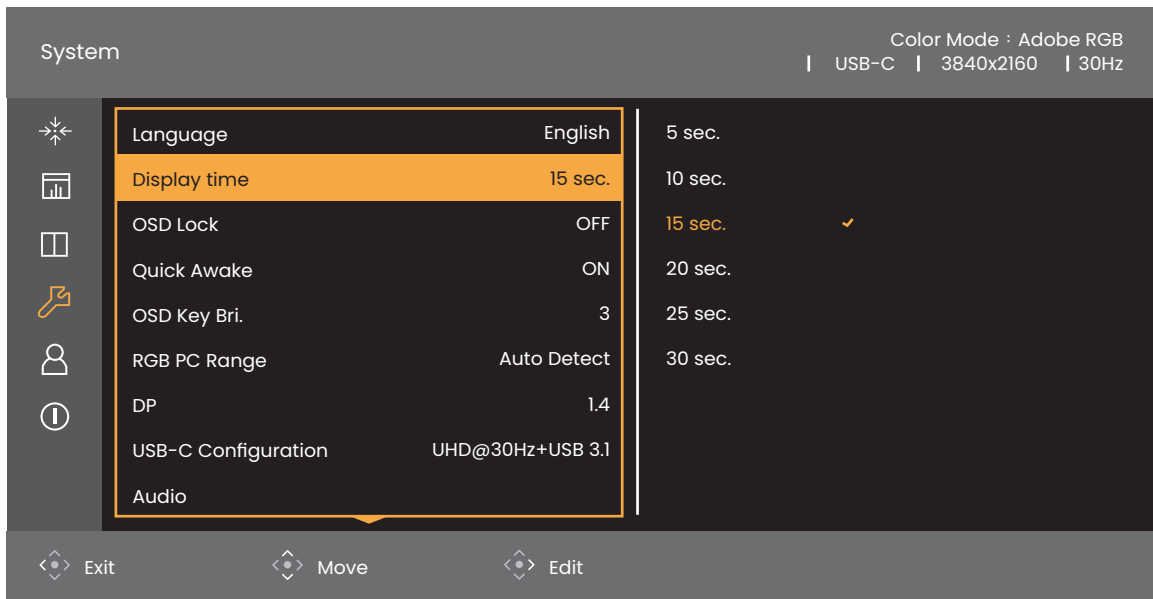 System
Color Mode : Adobe RGB
| USB-C | 3840x2160 | 30Hz
Language English
Display time 15 sec.
OSD Lock OFF
Quick Awake ON
OSD Key Bri. 3
RGB PC Range Auto Detect
DP 1.4
USB-C Configuration UHD@30Hz+USB 3.1
Audio
5 sec.
10 sec.
15 sec.
20 sec.
25 sec.
30 sec.
Exit Move Edit